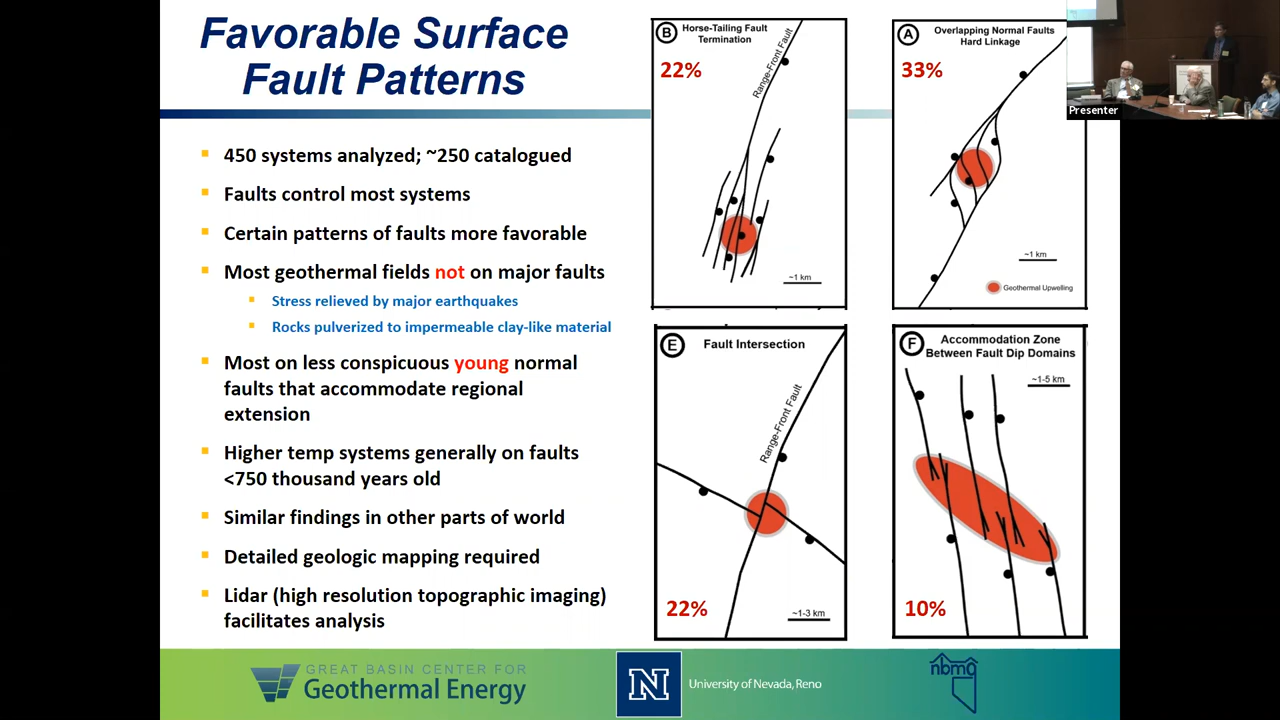 Favorable Surface
Fault Patterns
450 systems analyzed; ~250 catalogued
Faults control most systems
Certain patterns of faults more favorable
Most geothermal fields not on major faults
Stress relieved by major earthquakes
Rocks pulverized to impermeable clay-like material
Most on less conspicuous young normal
faults that accommodate regional
extension
Higher temp systems generally on faults
<750 thousand years old
Similar findings in other parts of world
Detailed geologic mapping required
Lidar (high resolution topographic imaging)
facilitates analysis
B
Horse-Tailing Fault
Termination
22%
Range-Front Fault
~1 km
A
Overlapping Normal Faults
Hard Linkage
33%
~1 km
Geothermal Upwelling
E
Fault Intersection
Range-Front Fault
22%
~1-3 km
F
Accommodation Zone
Between Fault Dip Domains
~1-5 km
10%
Presenter
GREAT BASIN CENTER FOR
Geothermal Energy
N
University of Nevada, Reno
nbmg